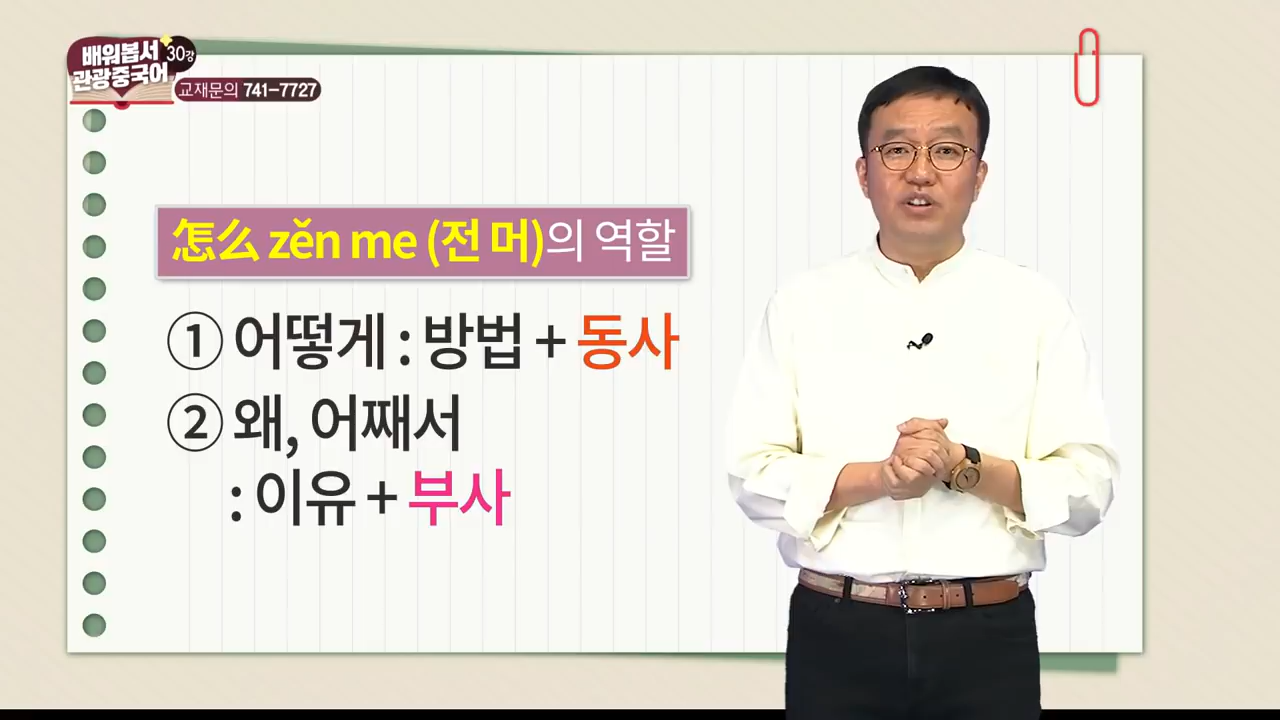 배워봅서 30강
관광중국어
교재문의 741-7727
怎么 zěn me (전 머)의 역할
① 어떻게 : 방법 + 동사
② 왜, 어째서
: 이유 + 부사